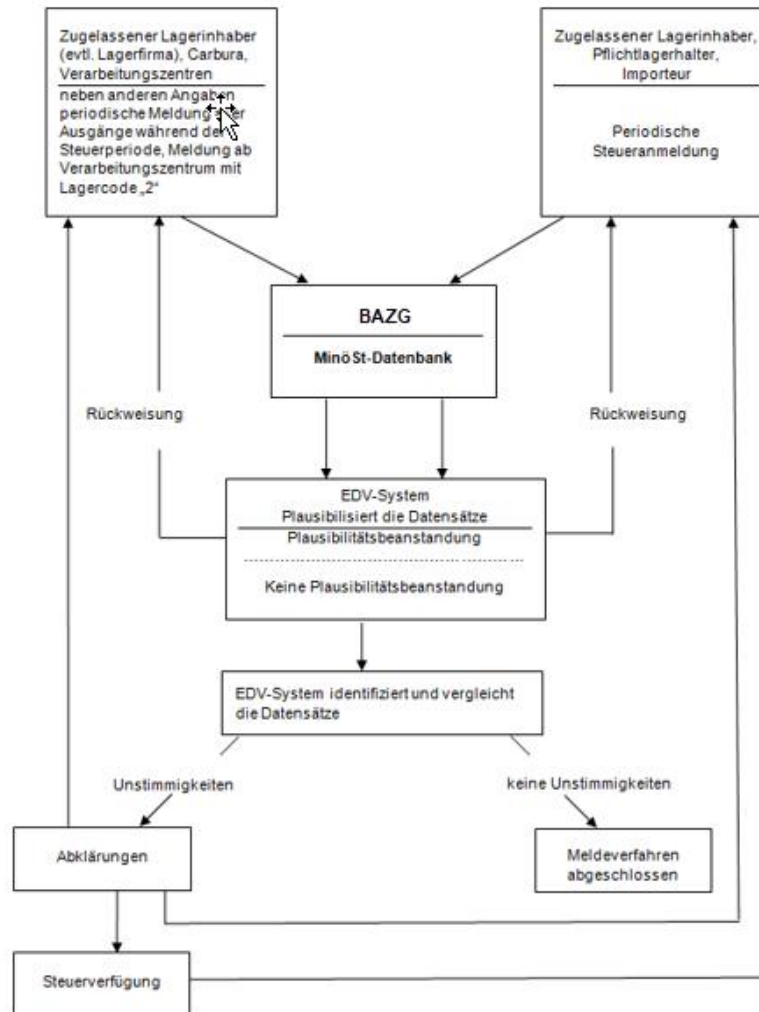 Zugelassener Lagerinhaber
(evtl. Lagerfirma), Carbura,
Verarbeitungszentren
neben anderen Angaben
periodische Meldung
Ausgänge während
Steuerperiode, Meldung ab
Verarbeitungszentrum mit
Lagercode „2“
Zugelassener Lagerinhaber,
Pflichtlagerhalter,
Importeur
Periodische
Steueranmeldung
BAZG
MinöSt-Datenbank
Rückweisung
Rückweisung
EDV-System
Plausibilisiert die Datensätze
Plausibilitätsbeanstandung
Keine Plausibilitätsbeanstandung
EDV-System identifiziert und vergleicht
die Datensätze
Unstimmigkeiten
keine Unstimmigkeiten
Abklärungen
Meldeverfahren
abgeschlossen
Steuerverfügung